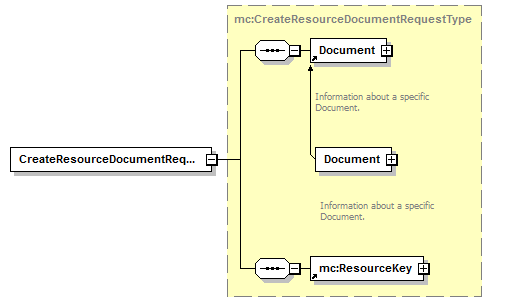 mc:CreateResourceDocumentRequestType
Document
Information about a specific
Document.
CreateResourceDocumentReq...
Document
Information about a specific
Document.
mc:ResourceKey